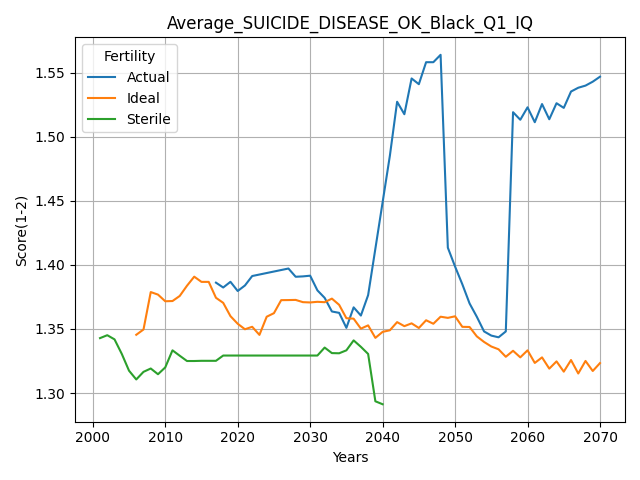 Average_SUICIDE_DISEASE_OK_Black_Q1_IQ
Fertility
Actual
Ideal
Sterile
1.55
1.50
1.45
1.40
1.35
1.30
Score(1-2)
2000 2010 2020 2030 2040 2050 2060 2070
Years